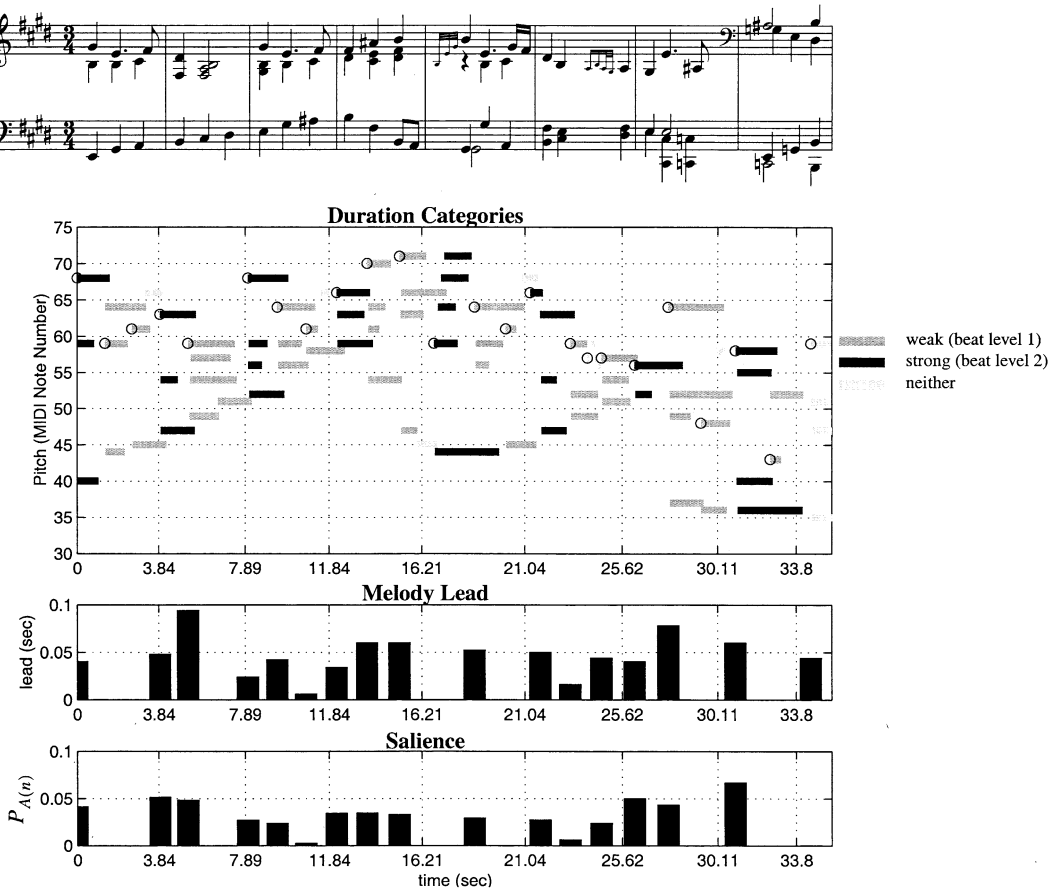 3
4
3
4
Duration Categories
75
70
65
60
55
50
45
40
35
30
Pitch (MIDI Note Number)
0 3.84 7.89 11.84 16.21 21.04 25.62 30.11 33.8
weak (beat level 1)
strong (beat level 2)
neither
Melody Lead
0.1
0.05
0
lead (sec)
0 3.84 7.89 11.84 16.21 21.04 25.62 30.11 33.8
Salience
0.1
0.05
0
P A(n)
0 3.84 7.89 11.84 16.21 21.04 25.62 30.11 33.8
time (sec)